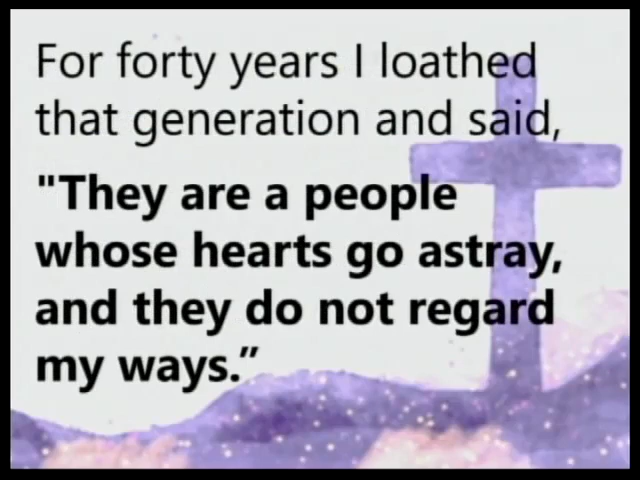 For forty years I loathed
that generation and said,
"They are a people
whose hearts go astray,
and they do not regard
my ways.”